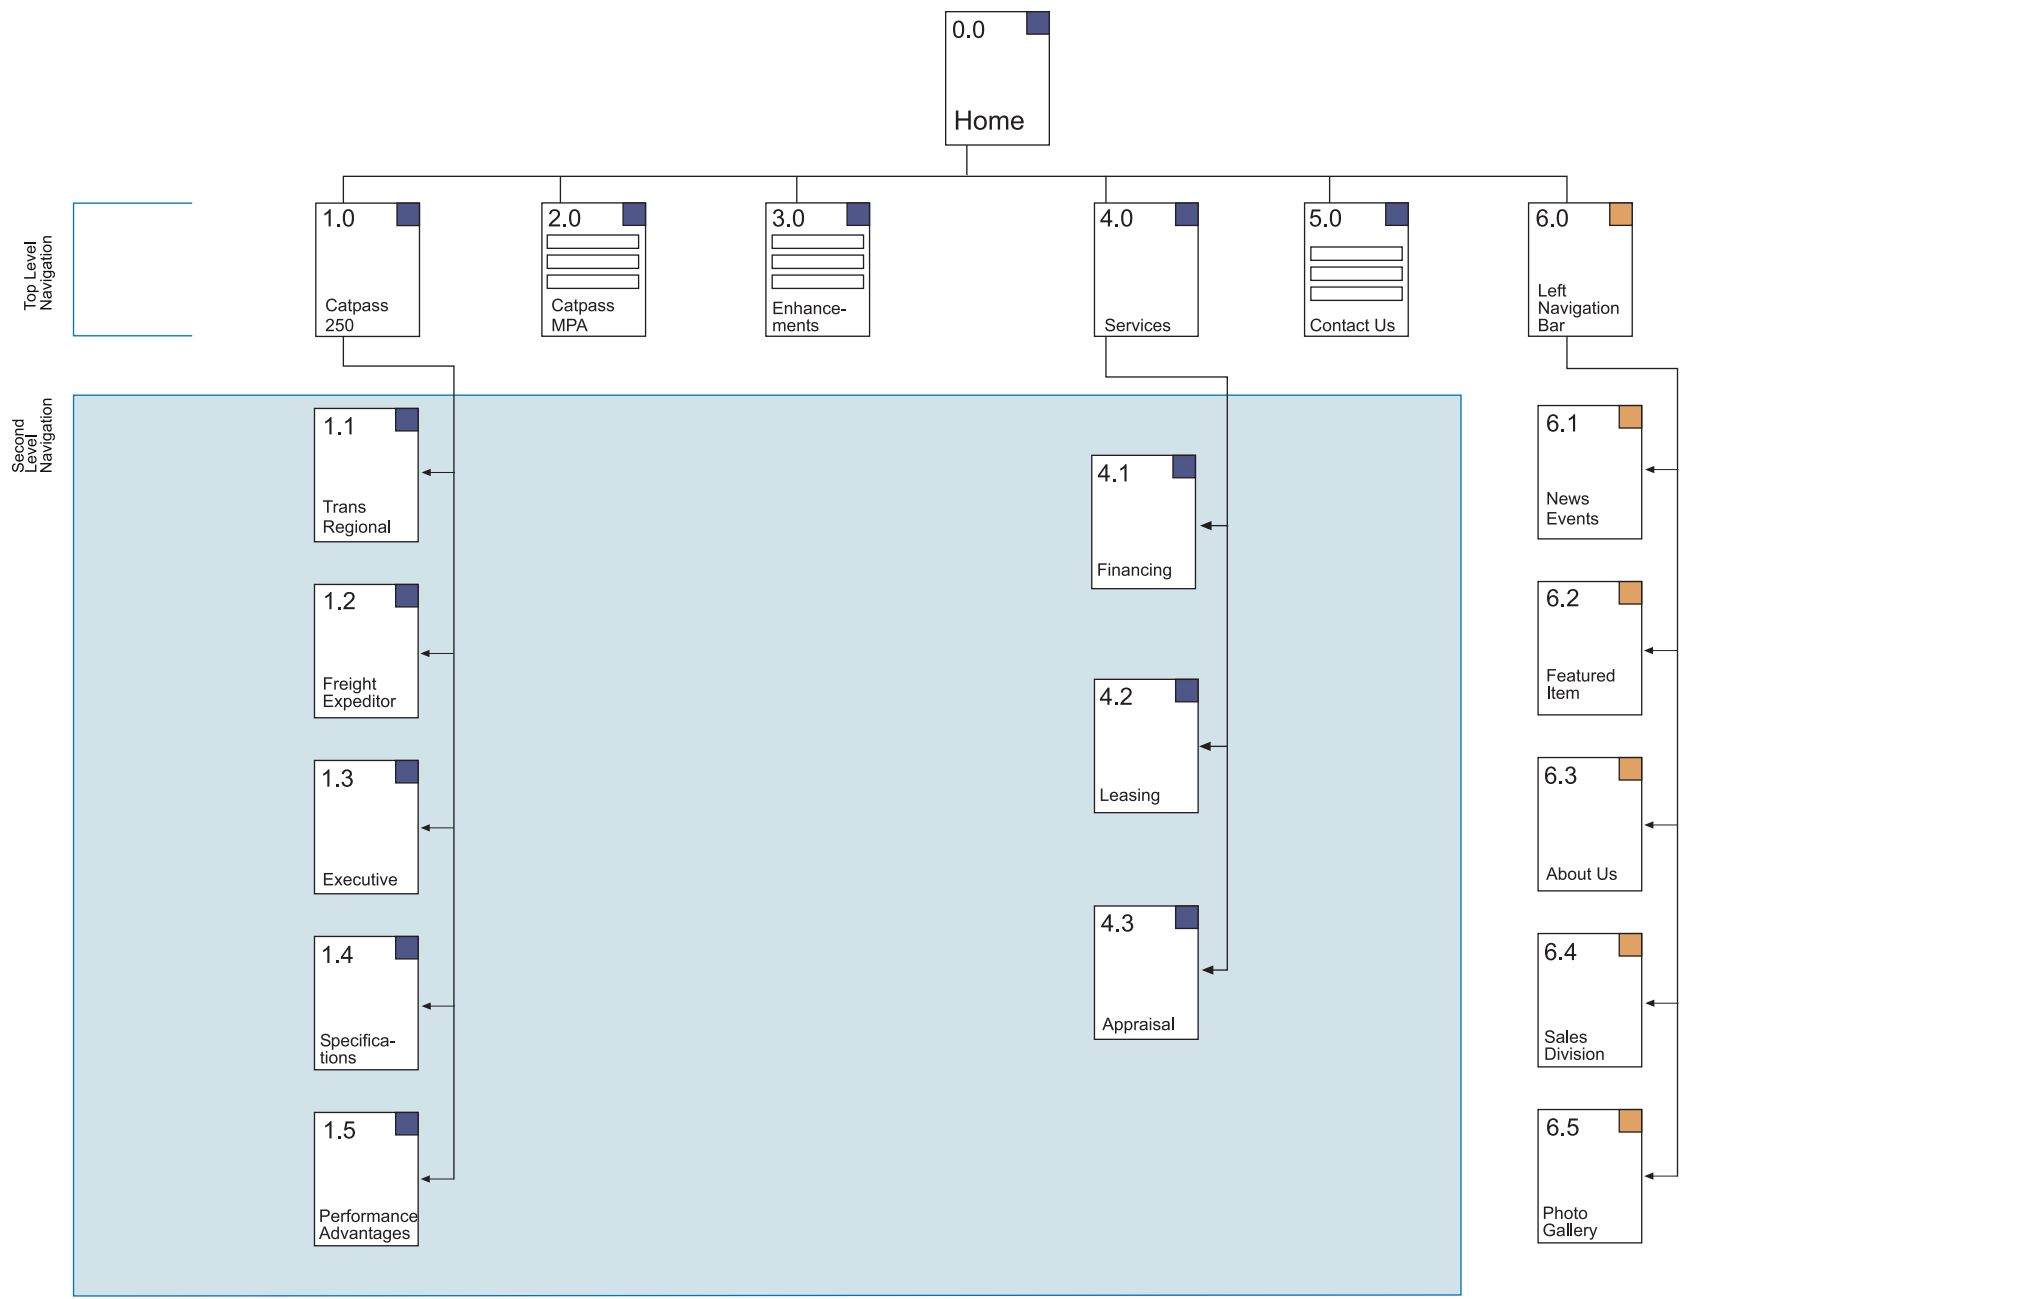 0.0
Home
Top Level
Navigation
1.0
Catpass
250
2.0
Catpass
MPA
3.0
Enhance-
ments
4.0
Services
5.0
Contact Us
6.0
Left
Navigation
Bar
Second
Level
Navigation
1.1
Trans
Regional
1.2
Freight
Expeditor
1.3
Executive
1.4
Specifica-
tions
1.5
Performance
Advantages
4.1
Financing
4.2
Leasing
4.3
Appraisal
6.1
News
Events
6.2
Featured
Item
6.3
About Us
6.4
Sales
Division
6.5
Photo
Gallery